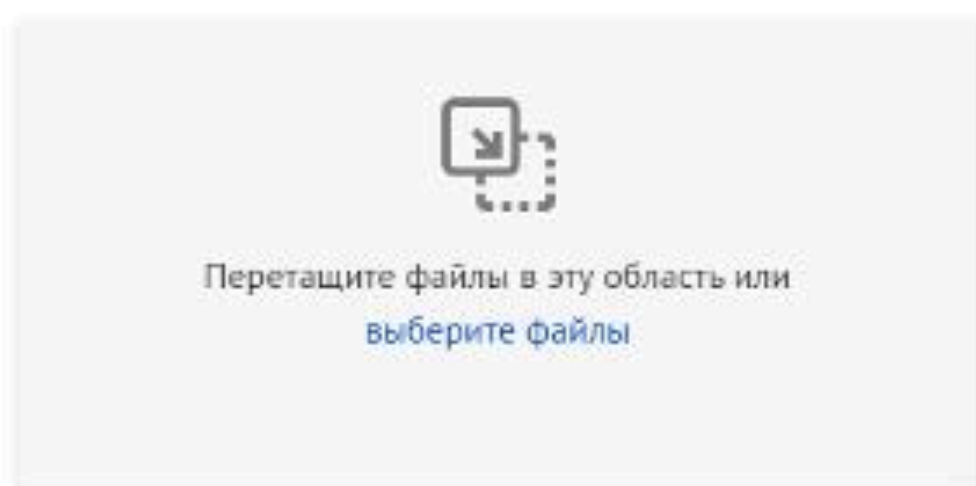 Перетащите файлы в эту область или
выберите файлы